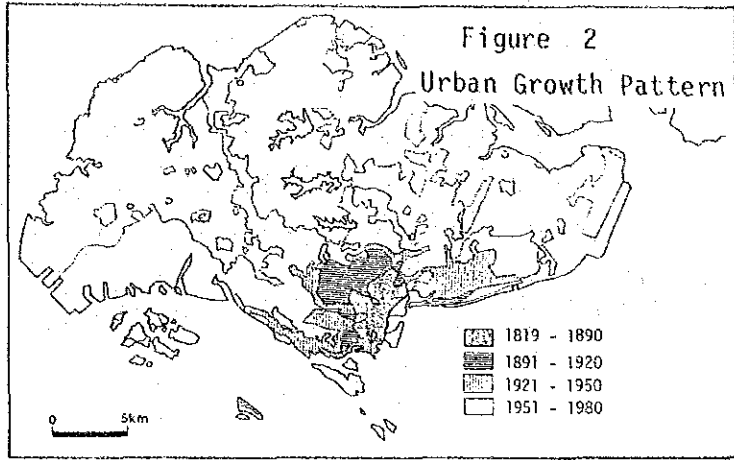 Figure 2
Urban Growth Pattern
1819 - 1890
1891 - 1920
1921 - 1950
1951 - 1980
0 5km